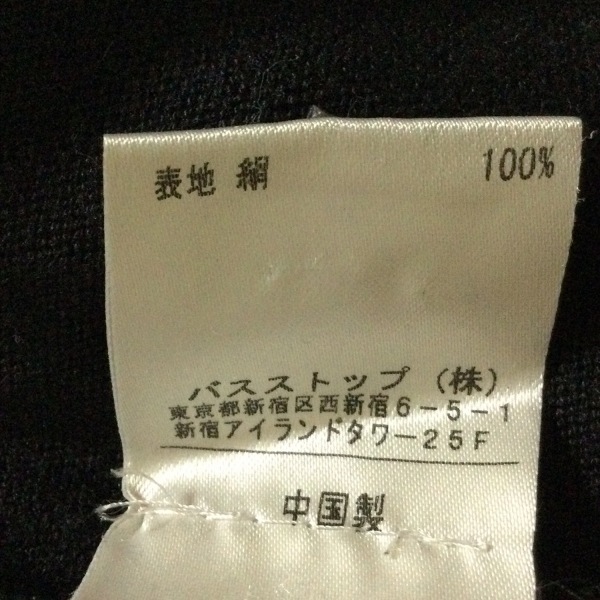 表地 絹 100%
バスストップ(株)
東京都新宿区西新宿6-5-1
新宿アイランドタワー25F
中国製